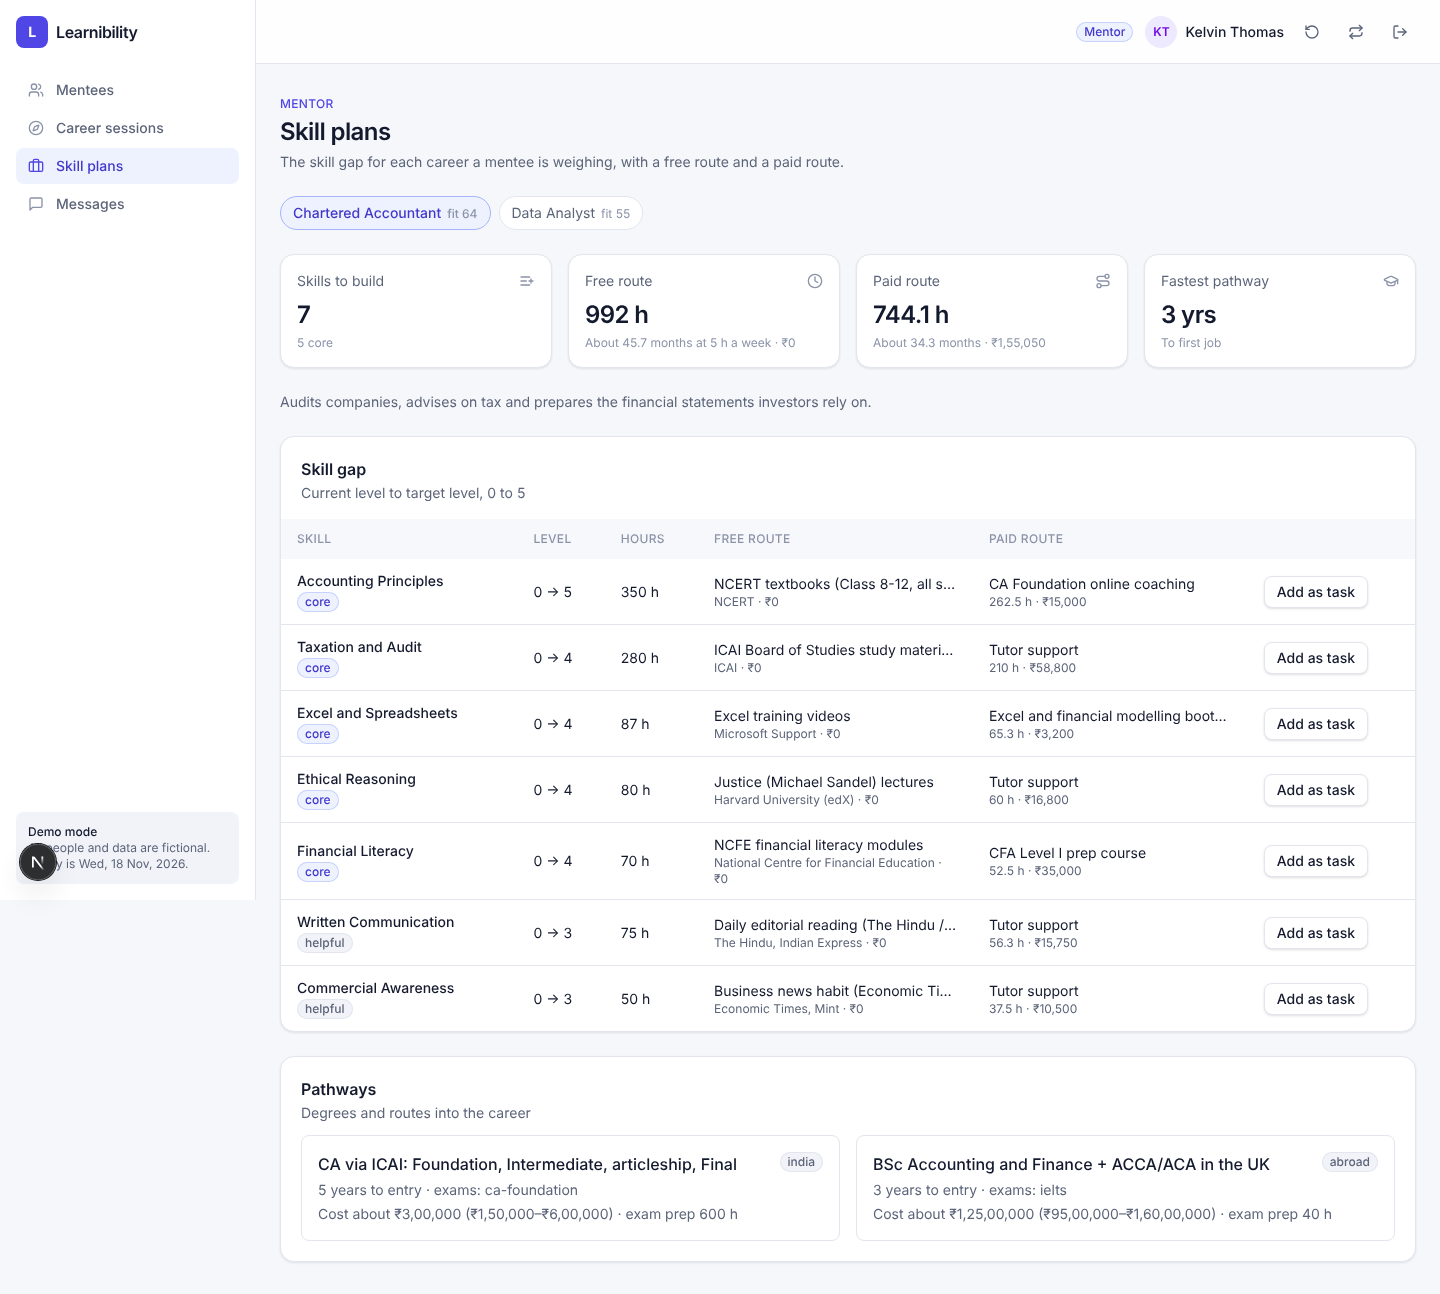 L Learnibility
Mentor KT Kelvin Thomas
Mentees
Career sessions
Skill plans
Messages
MENTOR
Skill plans
The skill gap for each career a mentee is weighing, with a free route and a paid route.
Chartered Accountant fit 64 Data Analyst fit 55
Skills to build
7
5 core
Free route
992 h
About 45.7 months at 5 h a week · ₹0
Paid route
744.1 h
About 34.3 months · ₹1,55,050
Fastest pathway
3 yrs
To first job
Audits companies, advises on tax and prepares the financial statements investors rely on.
Skill gap
Current level to target level, 0 to 5
SKILL LEVEL HOURS FREE ROUTE PAID ROUTE
Accounting Principles
core
0 → 5
350 h
NCERT textbooks (Class 8-12, all s...
NCERT · ₹0
CA Foundation online coaching
262.5 h · ₹15,000
Add as task
Taxation and Audit
core
0 → 4
280 h
ICAI Board of Studies study materi...
ICAI · ₹0
Tutor support
210 h · ₹58,800
Add as task
Excel and Spreadsheets
core
0 → 4
87 h
Excel training videos
Microsoft Support · ₹0
Excel and financial modelling boot...
65.3 h · ₹3,200
Add as task
Ethical Reasoning
core
0 → 4
80 h
Justice (Michael Sandel) lectures
Harvard University (edX) · ₹0
Tutor support
60 h · ₹16,800
Add as task
Financial Literacy
core
0 → 4
70 h
NCFE financial literacy modules
National Centre for Financial Education ·
₹0
CFA Level I prep course
52.5 h · ₹35,000
Add as task
Written Communication
helpful
0 → 3
75 h
Daily editorial reading (The Hindu /...
The Hindu, Indian Express · ₹0
Tutor support
56.3 h · ₹15,750
Add as task
Commercial Awareness
helpful
0 → 3
50 h
Business news habit (Economic Ti...
Economic Times, Mint · ₹0
Tutor support
37.5 h · ₹10,500
Add as task
Demo mode
people and data are fictional.
is Wed, 18 Nov, 2026.
N
Pathways
Degrees and routes into the career
CA via ICAI: Foundation, Intermediate, articleship, Final india
5 years to entry · exams: ca-foundation
Cost about ₹3,00,000 (₹1,50,000–₹6,00,000) · exam prep 600 h
BSc Accounting and Finance + ACCA/ACA in the UK abroad
3 years to entry · exams: ielts
Cost about ₹1,25,00,000 (₹95,00,000–₹1,60,00,000) · exam prep 40 h